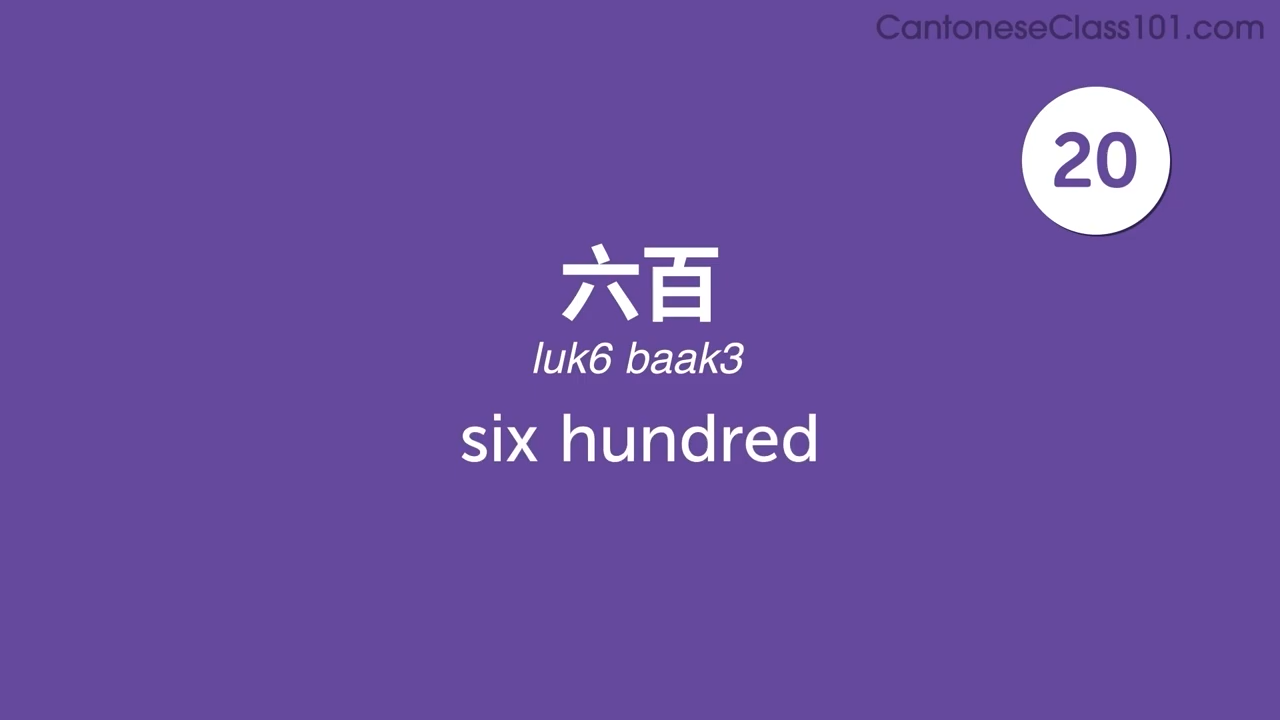 CantoneseClass101.com
20
六百
luk6 baak3
six hundred